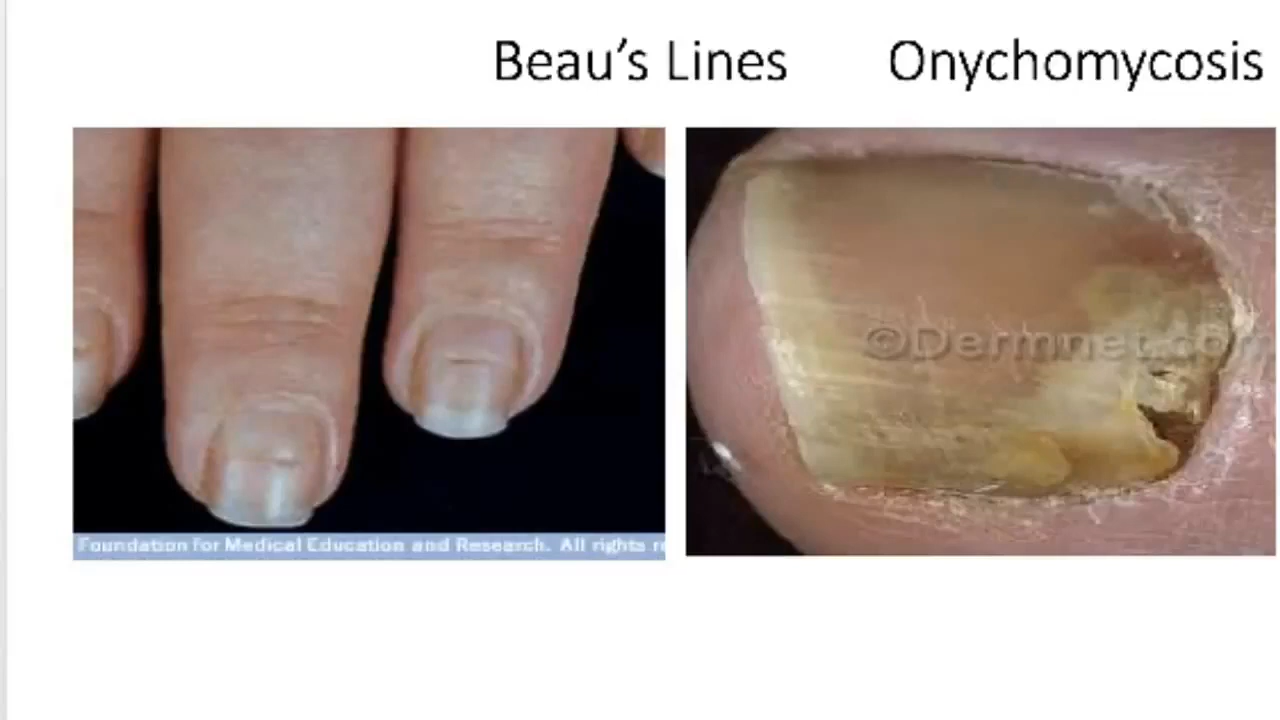 Beau's Lines Onychomycosis
©Dermnet.com
Foundation for Medical Education and Research. All rights